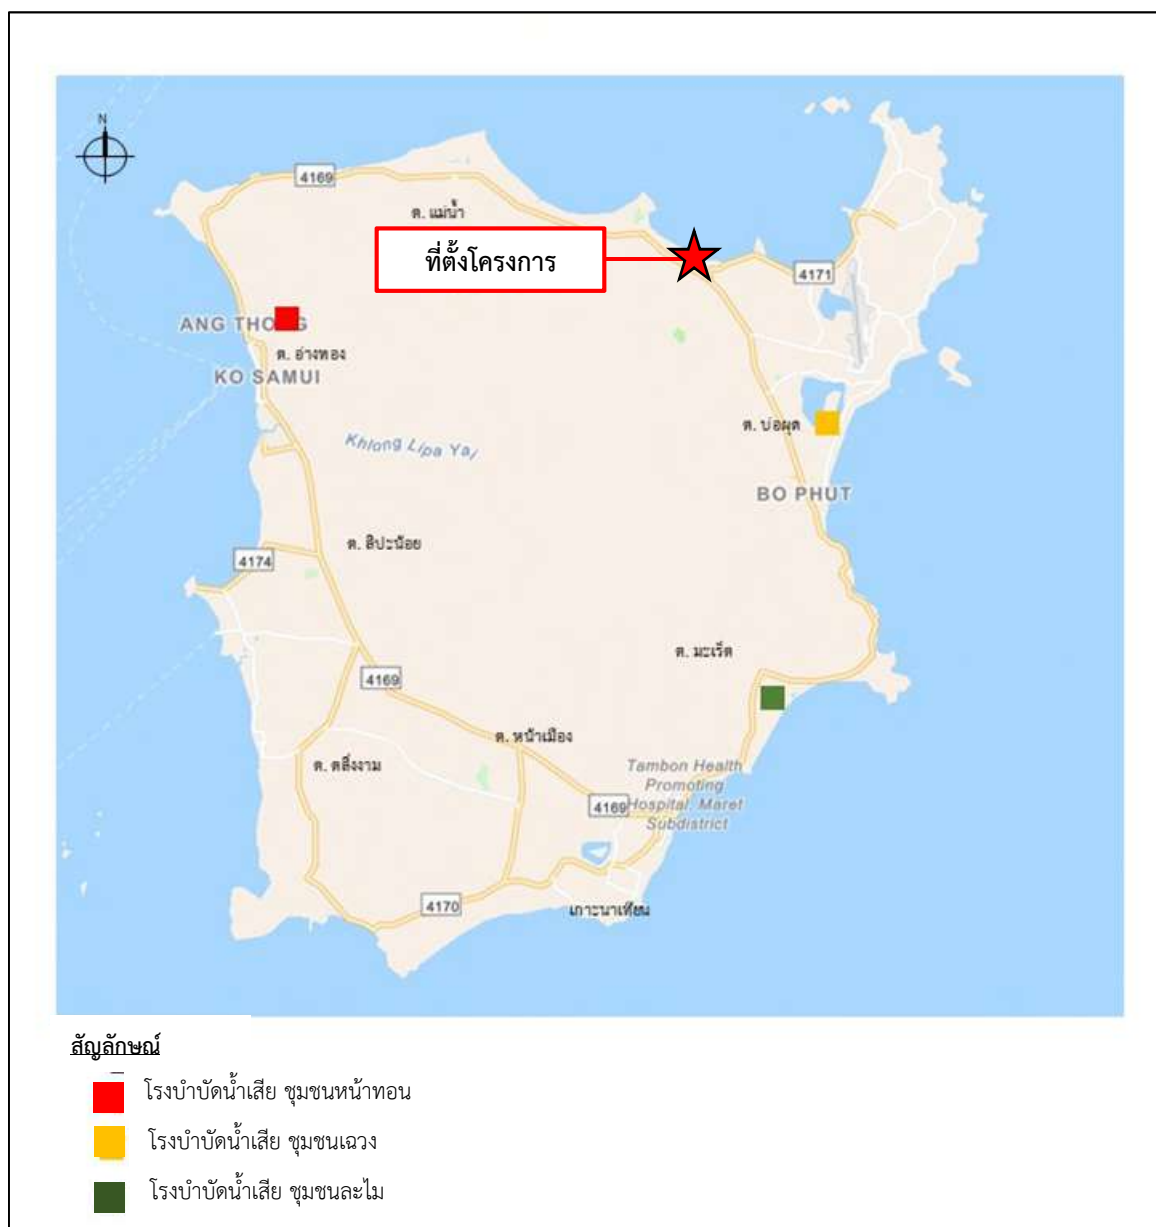 N
4169
ต. แม่น้ำ
ที่ตั้งโครงการ
4171
ANG THONG
ต. อ่างทอง
KO SAMUI
ต. บ่อผุด
Khlong Lipa Yai
BO PHUT
ต. ลิปะน้อย
4174
ต. มะเร็ต
4169
ต. หน้าเมือง
ต. ตลิ่งงาม
Tambon Health
Promoting
4169
Hospital, Maret
Subdistrict
4170
เกาะนาเทียน
สัญลักษณ์
โรงบำบัดน้ำเสีย ชุมชนหน้าทอน
โรงบำบัดน้ำเสีย ชุมชนเฉวง
โรงบำบัดน้ำเสีย ชุมชนละไม